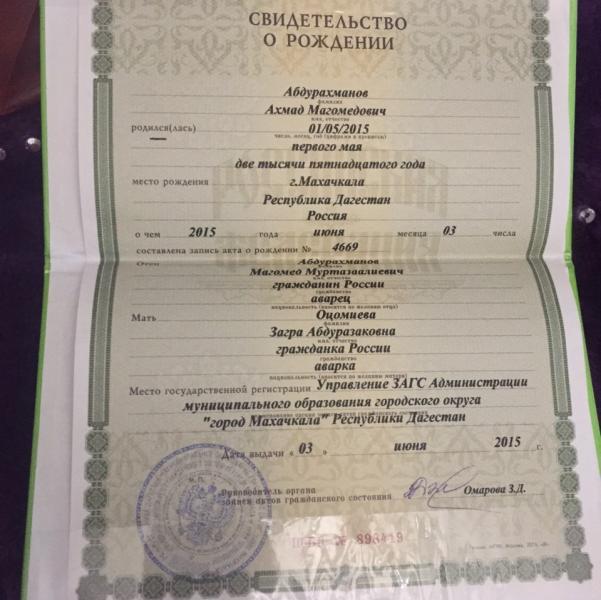 СВИДЕТЕЛЬСТВО
О РОЖДЕНИИ
Абдурахманов
фамилия
Ахмад Магомедович
имя, отчество
родился(лась) 01/05/2015
число, месяц, год (цифрами и прописью)
первого мая
две тысячи пятнадцатого года
место рождения г.Махачкала
Республика Дагестан
Россия
о чем 2015 года июня месяца 03 числа
составлена запись акта о рождении № 4669
Отец Абдурахманов
фамилия
Магомед Муртазаалиевич
имя, отчество
гражданин России
гражданство
аварец
национальность (вносится по желанию отца)
Мать Оцомиева
фамилия
Загра Абдуразаковна
имя, отчество
гражданка России
гражданство
аварка
национальность (вносится по желанию матери)
Место государственной регистрации Управление ЗАГС Администрации
муниципального образования городского округа
"город Махачкала" Республики Дагестан
Дата выдачи « 03 » июня 2015 г.
М.П.
Руководитель органа
записи актов гражданского состояния Омарова З.Д.
№ 896419